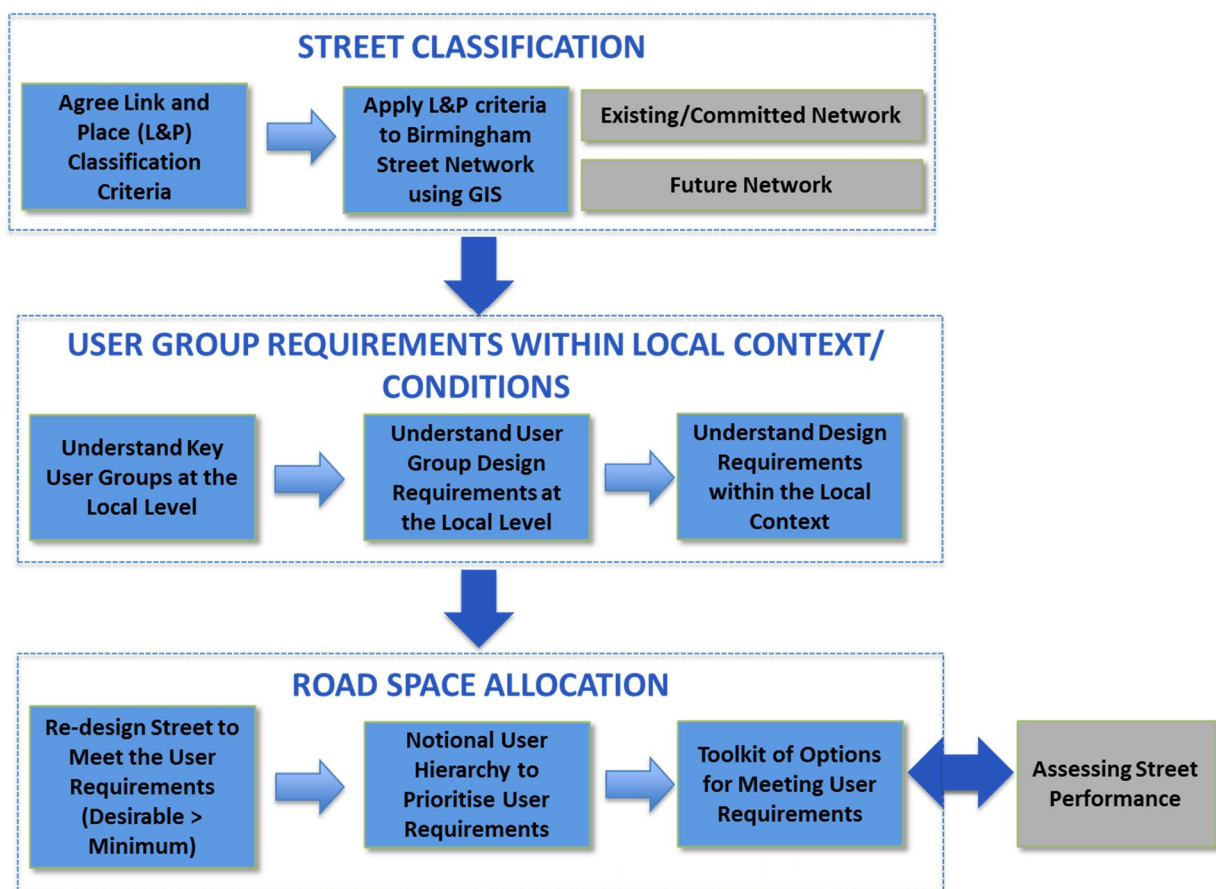 STREET CLASSIFICATION
Agree Link and
Place (L&P)
Classification
Criteria
Apply L&P criteria
to Birmingham
Street Network
using GIS
Existing/Committed Network
Future Network
USER GROUP REQUIREMENTS WITHIN LOCAL CONTEXT/
CONDITIONS
Understand Key
User Groups at the
Local Level
Understand User
Group Design
Requirements at
the Local Level
Understand Design
Requirements
within the Local
Context
ROAD SPACE ALLOCATION
Re-design Street to
Meet the User
Requirements
(Desirable >
Minimum)
Notional User
Hierarchy to
Prioritise User
Requirements
Toolkit of Options
for Meeting User
Requirements
Assessing Street
Performance